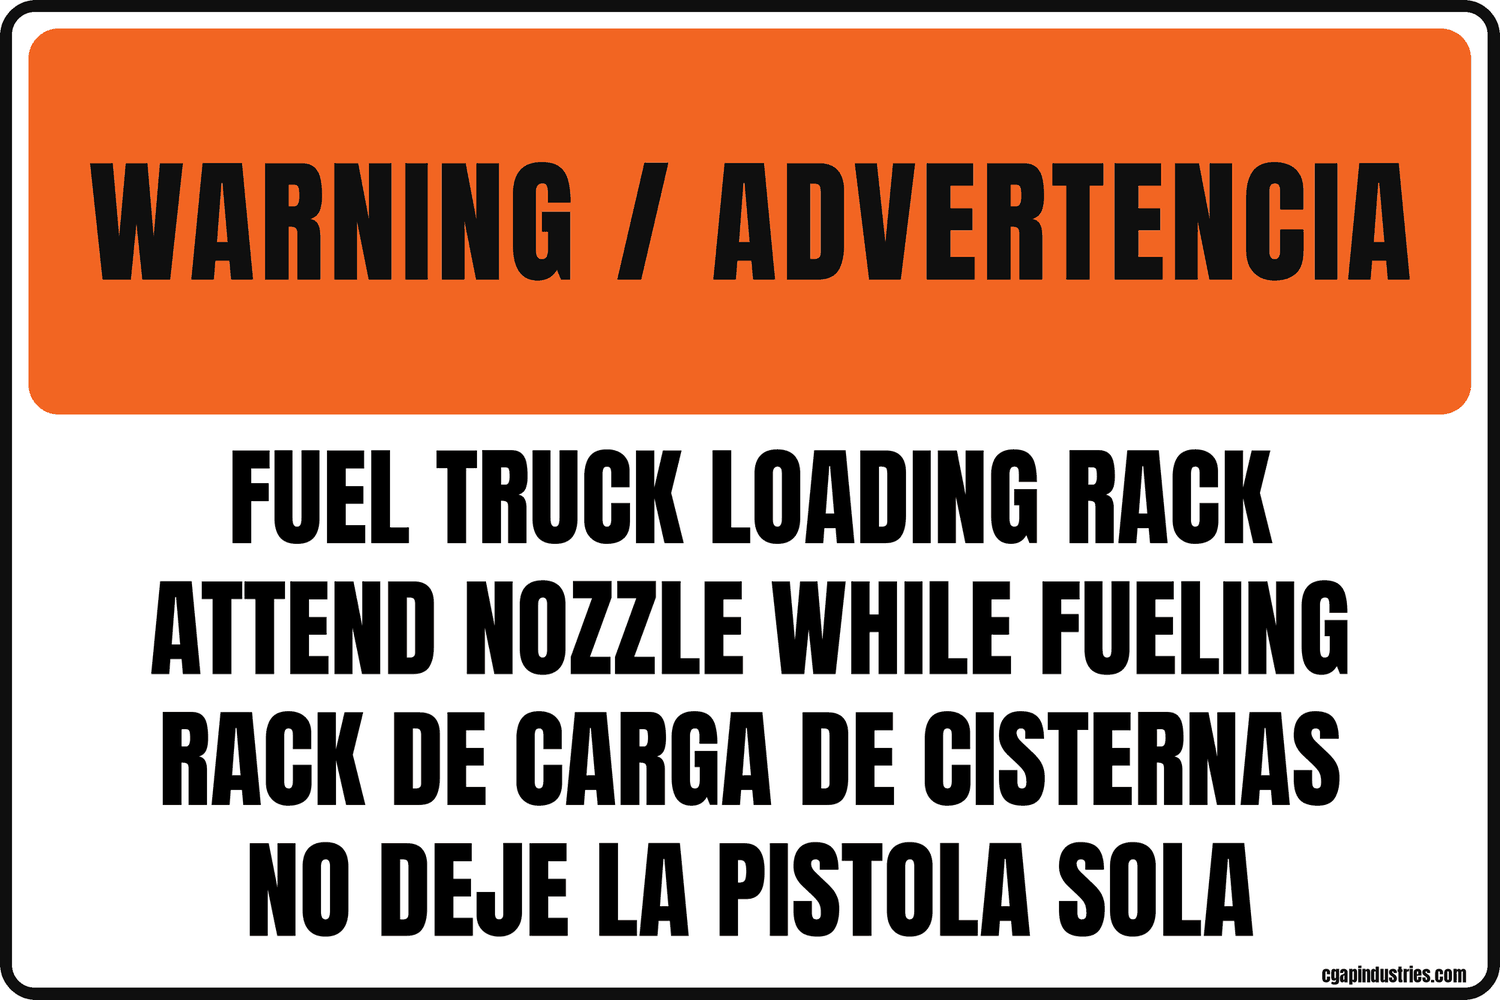 WARNING / ADVERTENCIA
FUEL TRUCK LOADING RACK
ATTEND NOZZLE WHILE FUELING
RACK DE CARGA DE CISTERNAS
NO DEJE LA PISTOLA SOLA
cgapindustries.com